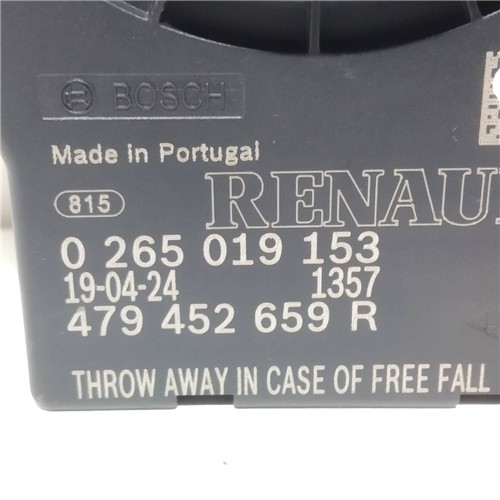 BOSCH
Made in Portugal
815 RENAU
0 265 019 153
19-04-24 1357
479 452 659 R
THROW AWAY IN CASE OF FREE FALL